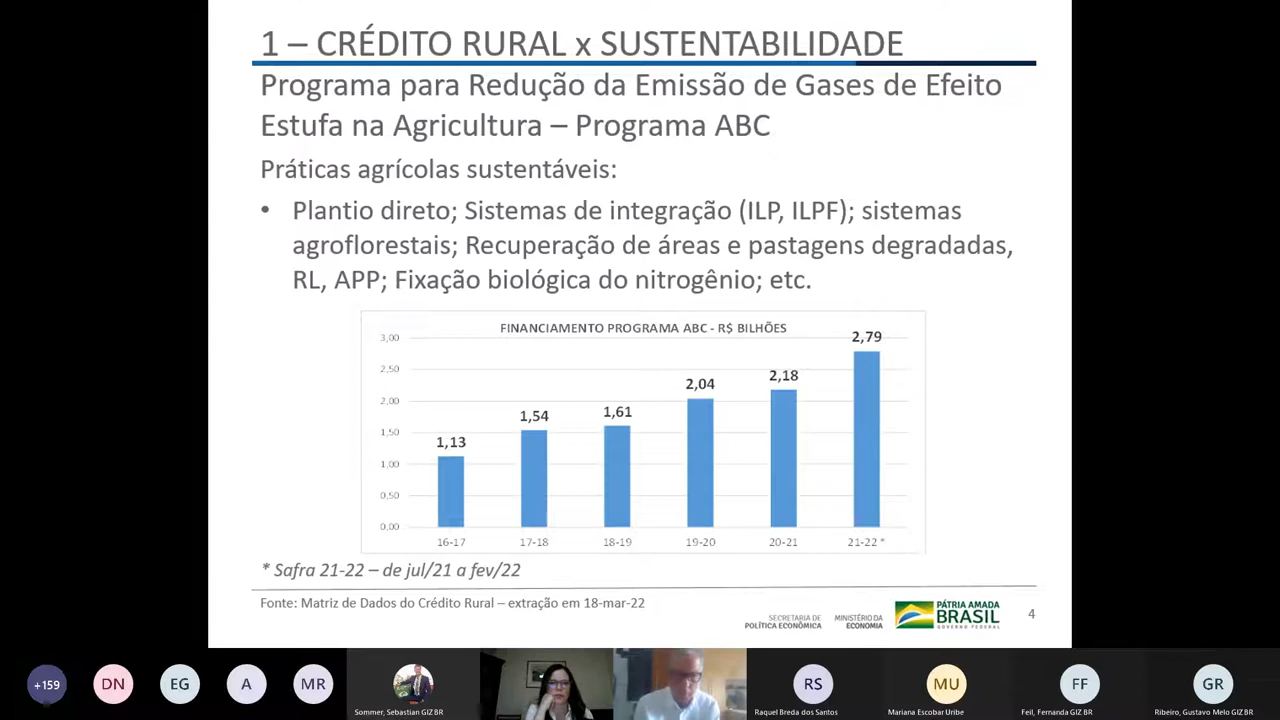 1 – CRÉDITO RURAL x SUSTENTABILIDADE
Programa para Redução da Emissão de Gases de Efeito
Estufa na Agricultura – Programa ABC
Práticas agrícolas sustentáveis:
• Plantio direto; Sistemas de integração (ILP, ILPF); sistemas
agroflorestais; Recuperação de áreas e pastagens degradadas,
RL, APP; Fixação biológica do nitrogênio; etc.
FINANCIAMENTO PROGRAMA ABC - R$ BILHÕES
3,00
2,50
2,00
1,50
1,00
0,50
0,00
1,13
1,54
1,61
2,04
2,18
2,79
16-17
17-18
18-19
19-20
20-21
21-22 *
* Safra 21-22 – de jul/21 a fev/22
Fonte: Matriz de Dados do Crédito Rural – extração em 18-mar-22
SECRETARIA DE
POLÍTICA ECONÔMICA
MINISTÉRIO DA
ECONOMIA
PÁTRIA AMADA
BRASIL
GOVERNO FEDERAL
4
+159
DN
EG
A
MR
RS
MU
FF
GR
Sommer, Sebastian GIZ BR
Raquel Breda dos Santos
Mariana Escobar Uribe
Feil, Fernanda GIZ BR
Ribeiro, Gustavo Melo GIZ BR